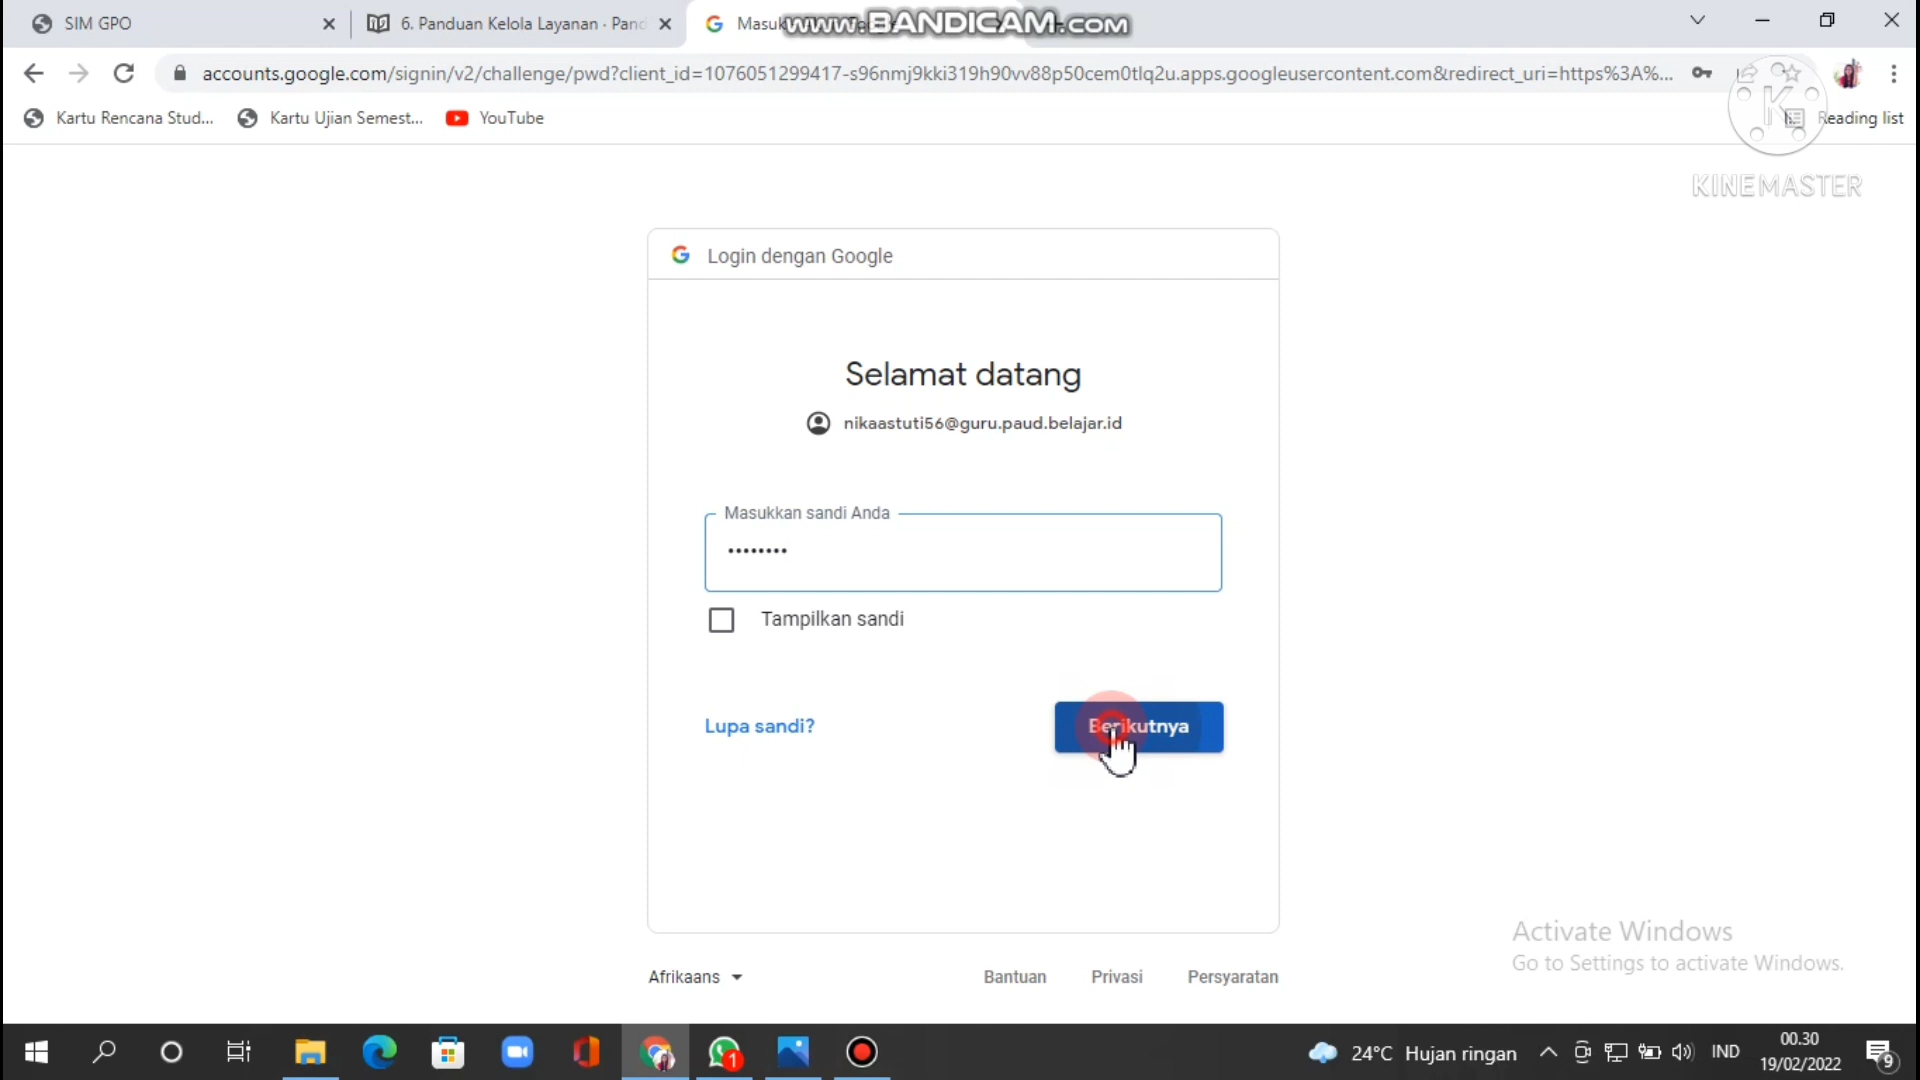 SIM GPO
6. Panduan Kelola Layanan - Pand
Masuk
www.BANDICAM.com
accounts.google.com/signin/v2/challenge/pwd?client_id=1076051299417-s96nmj9kki319h90vv88p50cem0tlq2u.apps.googleusercontent.com&redirect_uri=https%3A%...
Kartu Rencana Stud...
Kartu Ujian Semest...
YouTube
Reading list
K
KINEMASTER
Login dengan Google
Selamat datang
nikaastuti56@guru.paud.belajar.id
Masukkan sandi Anda
••••••••
Tampilkan sandi
Lupa sandi?
Berikutnya
Afrikaans
Bantuan
Privasi
Persyaratan
Activate Windows
Go to Settings to activate Windows.
1
24°C Hujan ringan
IND
00.30
19/02/2022
9